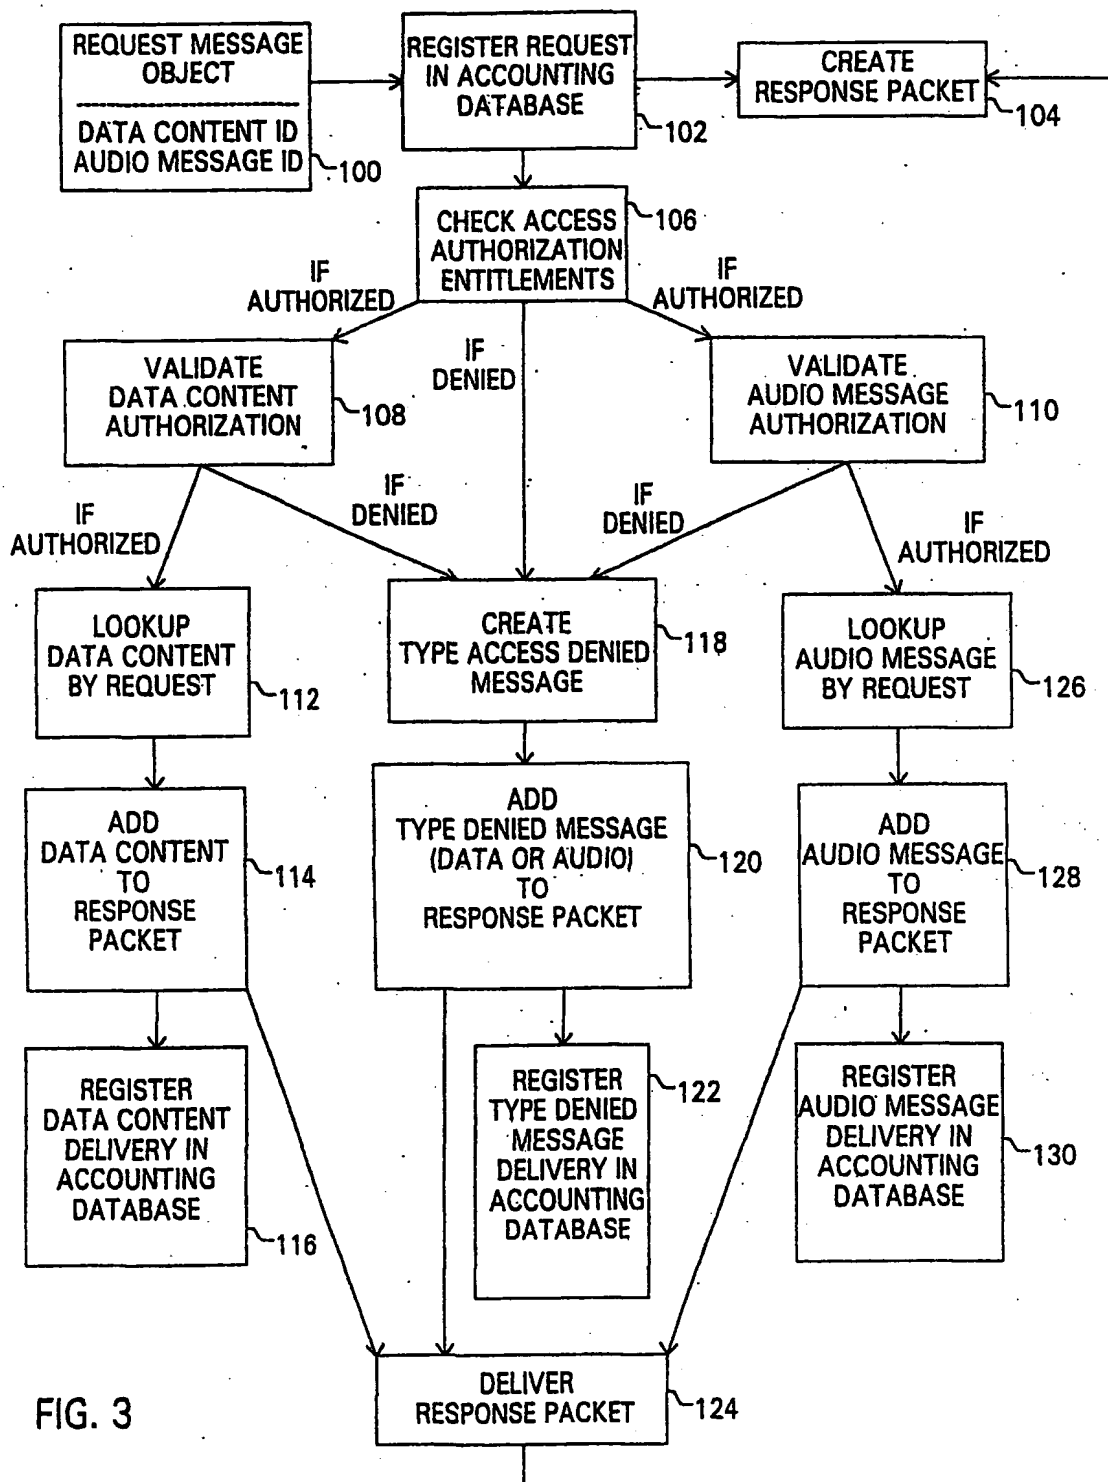 REQUEST MESSAGE
OBJECT
DATA CONTENT ID
AUDIO MESSAGE ID
100
REGISTER REQUEST
IN ACCOUNTING
DATABASE
102
CREATE
RESPONSE PACKET
104
CHECK ACCESS
AUTHORIZATION
ENTITLEMENTS
106
IF
AUTHORIZED
IF
DENIED
IF
AUTHORIZED
VALIDATE
DATA CONTENT
AUTHORIZATION
108
VALIDATE
AUDIO MESSAGE
AUTHORIZATION
110
IF
AUTHORIZED
IF
DENIED
IF
DENIED
IF
AUTHORIZED
LOOKUP
DATA CONTENT
BY REQUEST
112
CREATE
TYPE ACCESS DENIED
MESSAGE
118
LOOKUP
AUDIO MESSAGE
BY REQUEST
126
ADD
DATA CONTENT
TO
RESPONSE
PACKET
114
ADD
TYPE DENIED MESSAGE
(DATA OR AUDIO)
TO
RESPONSE PACKET
120
ADD
AUDIO MESSAGE
TO
RESPONSE
PACKET
128
REGISTER
DATA CONTENT
DELIVERY IN
ACCOUNTING
DATABASE
116
REGISTER
TYPE DENIED
MESSAGE
DELIVERY IN
ACCOUNTING
DATABASE
122
REGISTER
AUDIO MESSAGE
DELIVERY IN
ACCOUNTING
DATABASE
130
DELIVER
RESPONSE PACKET
124
FIG. 3